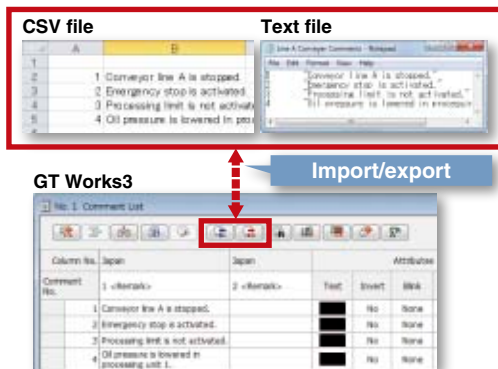 CSV file
Text file
A B
Line A Conveyor Comments - Notepad
File Edit Format View Help
1
2 1 Conveyor line A is stopped.
3 2 Emergency stop is activated.
4 3 Processing limit is not activat
5 4 Oil pressure is lowered in pro
"Conveyor line A is stopped."
"Emergency stop is activated."
"Processing limit is not activated."
"Oil pressure is lowered in processin
Import/export
GT Works3
No. 1 Comment List
Column No. Japan Japan Attributes
Comment No. 1 <Remark> 2 <Remark> Text Invert Blink
1 Conveyor line A is stopped. No None
2 Emergency stop is activated. No None
3 Processing limit is not activated. No None
4 Oil pressure is lowered in No None
processing unit 1.